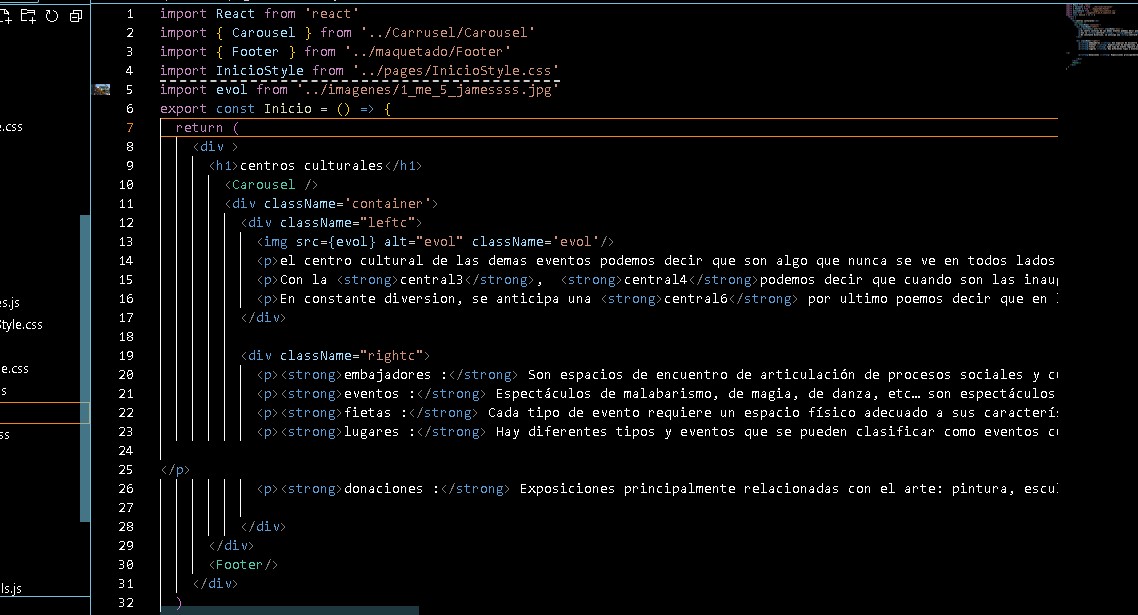 1 import React from 'react'
2 import { Carousel } from '../Carrusel/Carousel'
3 import { Footer } from '../maquetado/Footer'
4 import InicioStyle from '../pages/InicioStyle.css'
5 import evol from '../imagenes/1_me_5_jamessss.jpg'
6 export const Inicio = () => {
7 return (
8 <div >
9 <h1>centros culturales</h1>
10 <Carousel />
11 <div className='container'>
12 <div className="leftc">
13 <img src={evol} alt="evol" className='evol'/>
14 <p>el centro cultural de las demas eventos podemos decir que son algo que nunca se ve en todos lados
15 <p>Con la <strong>central3</strong>, <strong>central4</strong>podemos decir que cuando son las inau
16 <p>En constante diversion, se anticipa una <strong>central6</strong> por ultimo poemos decir que en
17 </div>
18
19 <div className="rightc">
20 <p><strong>embajadores :</strong> Son espacios de encuentro de articulación de procesos sociales y cu
21 <p><strong>eventos :</strong> Espectáculos de malabarismo, de magia, de danza, etc… son espectáculos
22 <p><strong>fietas :</strong> Cada tipo de evento requiere un espacio físico adecuado a sus caracterís
23 <p><strong>lugares :</strong> Hay diferentes tipos y eventos que se pueden clasificar como eventos cu
24
25 </p>
26 <p><strong>donaciones :</strong> Exposiciones principalmente relacionadas con el arte: pintura, escul
27
28 </div>
29 </div>
30 <Footer/>
31 </div>
32 )
e.css
s.js
Style.css
e.css
s
ss
ls.js